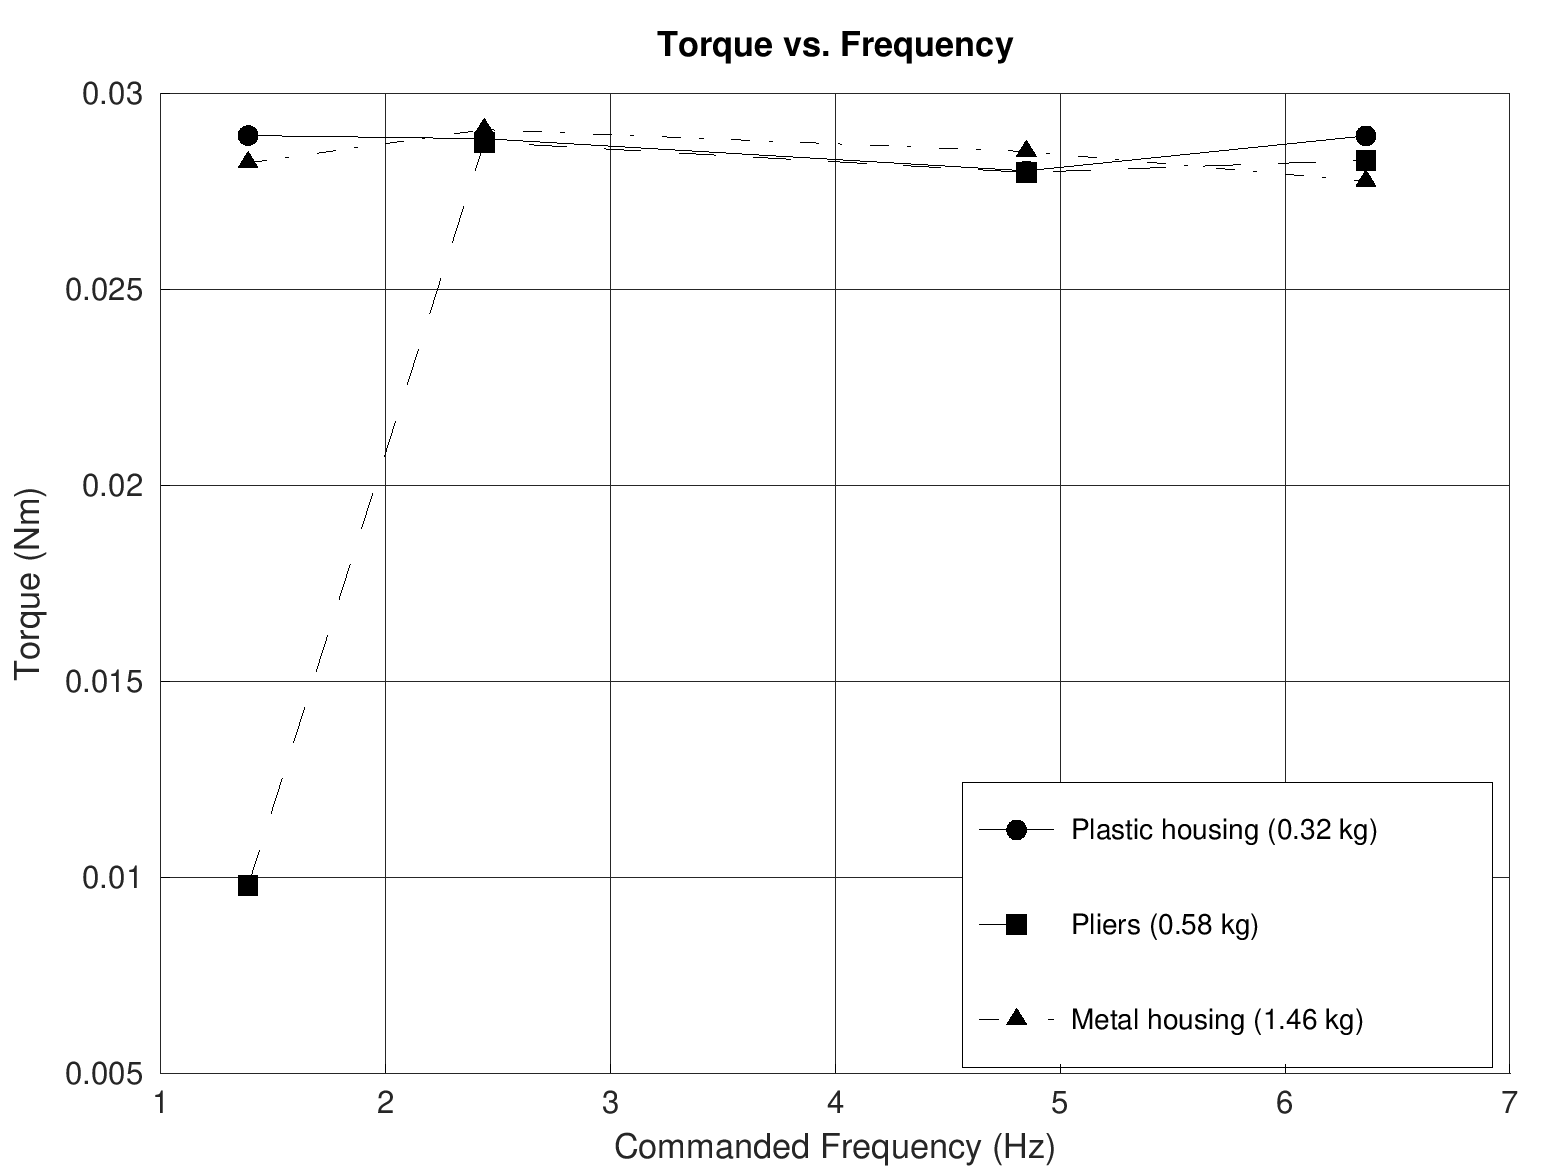 Torque vs. Frequency
0.03
0.025
0.02
0.015
0.01
0.005
Torque (Nm)
1 2 3 4 5 6 7
Commanded Frequency (Hz)
Plastic housing (0.32 kg)
Pliers (0.58 kg)
Metal housing (1.46 kg)